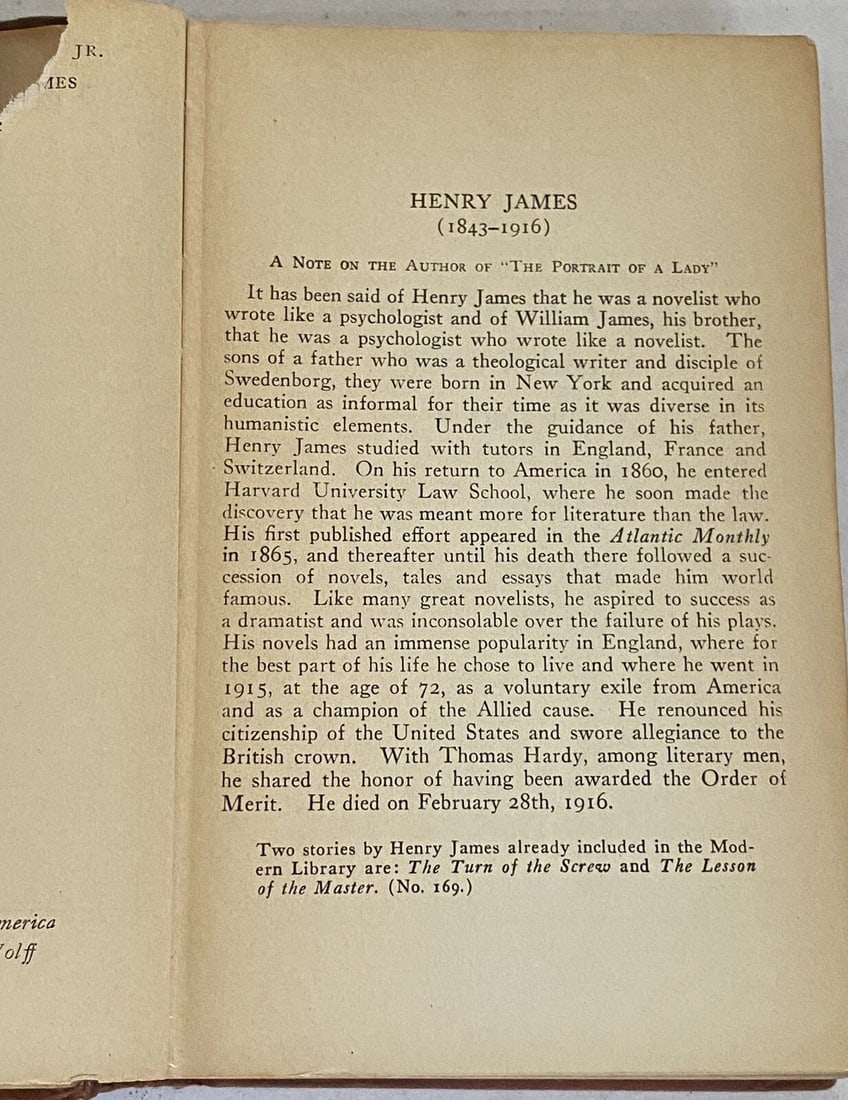 JR.
HENRY JAMES
(1843–1916)
A NOTE ON THE AUTHOR OF "THE PORTRAIT OF A LADY"
It has been said of Henry James that he was a novelist who
wrote like a psychologist and of William James, his brother,
that he was a psychologist who wrote like a novelist. The
sons of a father who was a theological writer and disciple of
Swedenborg, they were born in New York and acquired an
education as informal for their time as it was diverse in its
humanistic elements. Under the guidance of his father,
Henry James studied with tutors in England, France and
Switzerland. On his return to America in 1860, he entered
Harvard University Law School, where he soon made the
discovery that he was meant more for literature than the law.
His first published effort appeared in the Atlantic Monthly
in 1865, and thereafter until his death there followed a suc-
cession of novels, tales and essays that made him world
famous. Like many great novelists, he aspired to success as
a dramatist and was inconsolable over the failure of his plays.
His novels had an immense popularity in England, where for
the best part of his life he chose to live and where he went in
1915, at the age of 72, as a voluntary exile from America
and as a champion of the Allied cause. He renounced his
citizenship of the United States and swore allegiance to the
British crown. With Thomas Hardy, among literary men,
he shared the honor of having been awarded the Order of
Merit. He died on February 28th, 1916.
Two stories by Henry James already included in the Mod-
ern Library are: The Turn of the Screw and The Lesson
of the Master. (No. 169.)